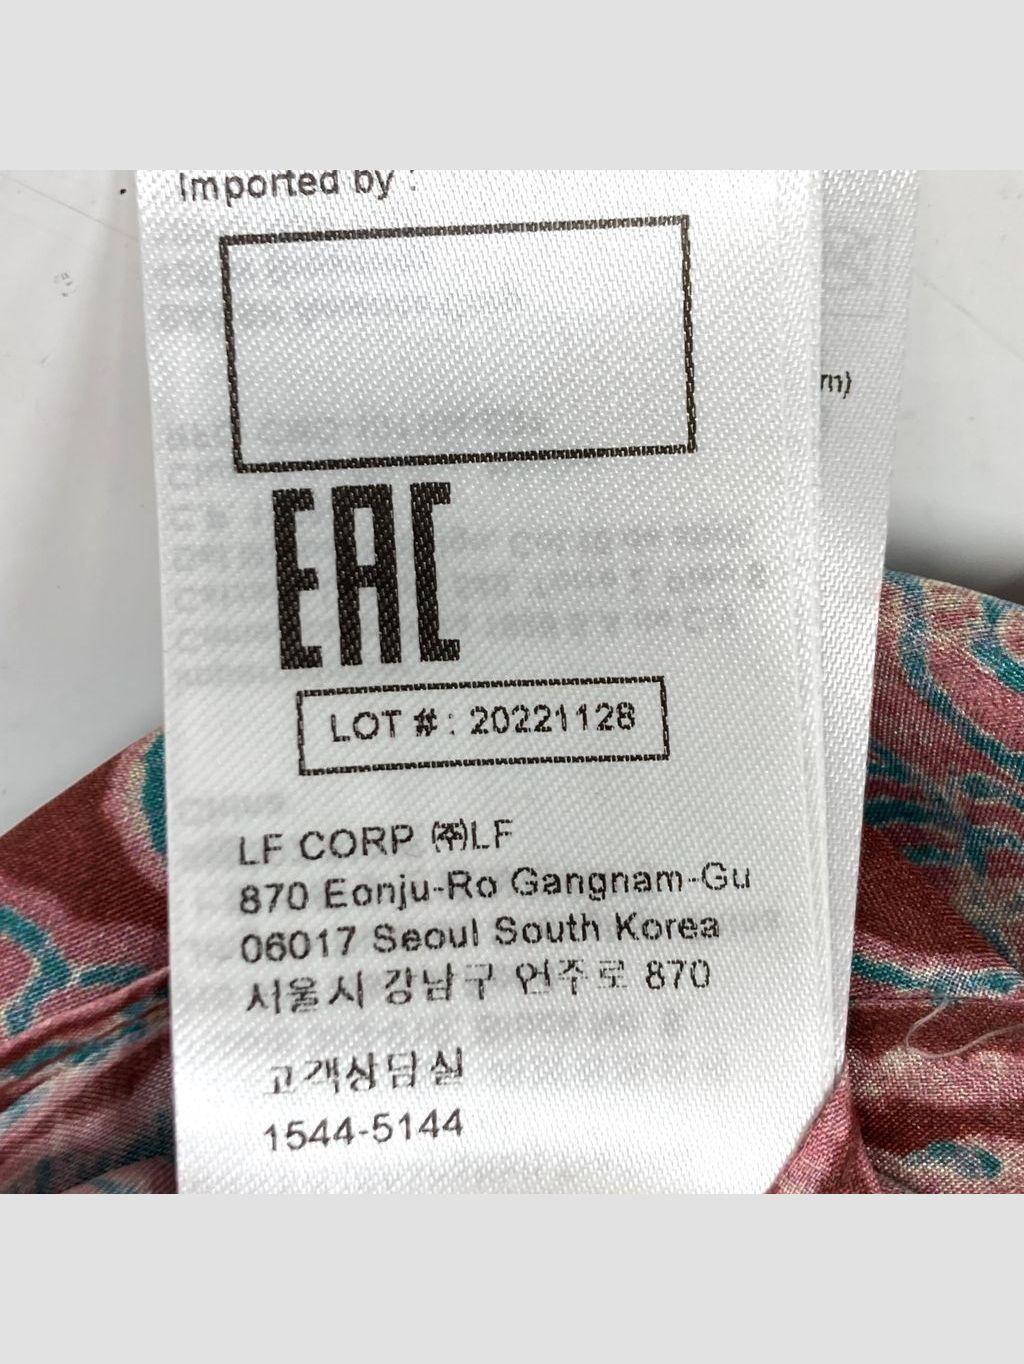 Imported by :
EAC
LOT # : 20221128
LF CORP ㈜LF
870 Eonju-Ro Gangnam-Gu
06017 Seoul South Korea
서울시 강남구 언주로 870
고객상담실
1544-5144